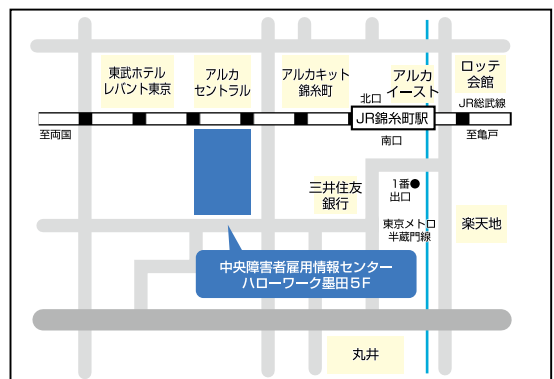 東武ホテル
レバント東京
アルカ
セントラル
アルカキット
錦糸町
アルカ
イースト
ロッテ
会館
北口
JR総武線
JR錦糸町駅
至両国
至亀戸
南口
三井住友
銀行
1番●
出口
東京メトロ
半蔵門線
楽天地
中央障害者雇用情報センター
ハローワーク墨田5F
丸井